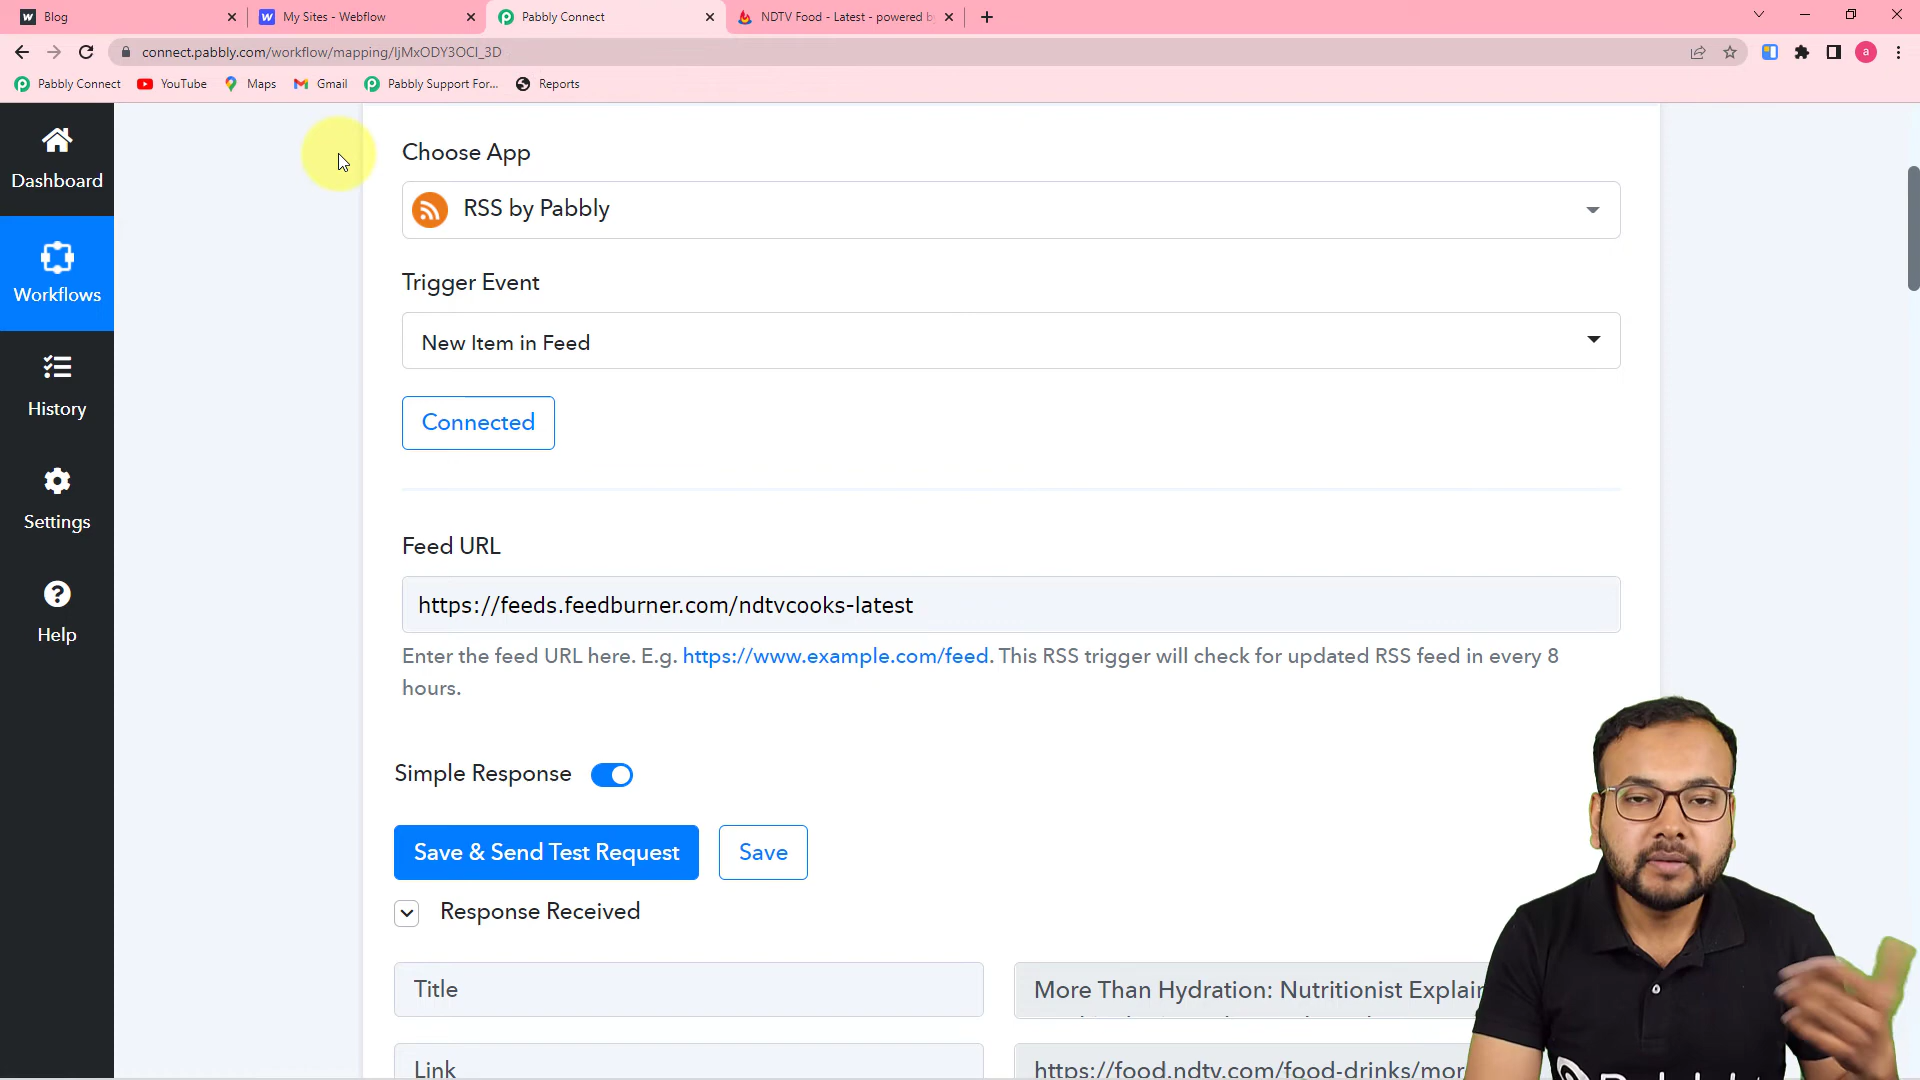 Blog
My Sites - Webflow
Pabbly Connect
NDTV Food - Latest - powered b
connect.pabbly.com/workflow/mapping/IjMxODY3OCI_3D
a
Pabbly Connect
YouTube
Maps
Gmail
Pabbly Support For...
Reports
Dashboard
Workflows
History
Settings
Help
Choose App
RSS by Pabbly
Trigger Event
New Item in Feed
Connected
Feed URL
https://feeds.feedburner.com/ndtvcooks-latest
Enter the feed URL here. E.g. https://www.example.com/feed. This RSS trigger will check for updated RSS feed in every 8
hours.
Simple Response
Save & Send Test Request
Save
Response Received
Title
More Than Hydration: Nutritionist Explain
Link
https://food.ndtv.com/food-drinks/mor